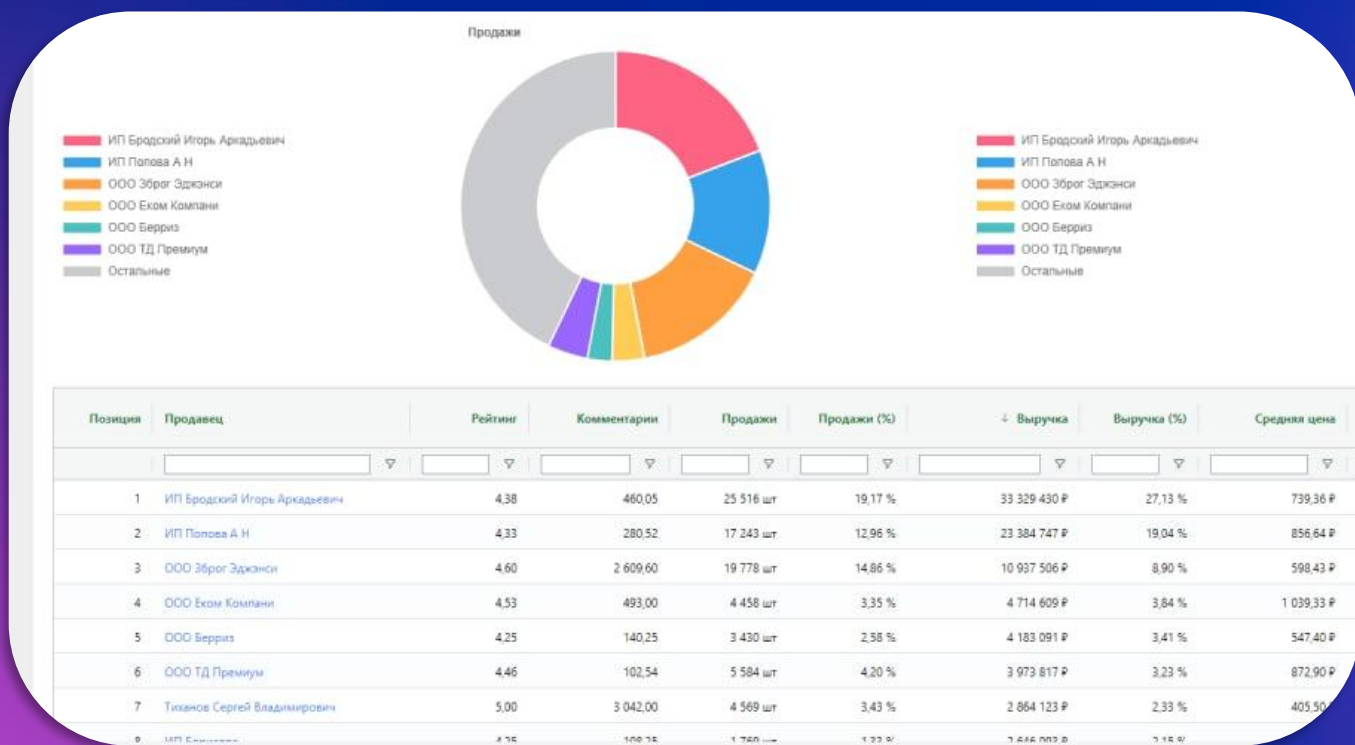 Продажи
ИП Бродский Игорь Аркадьевич
ИП Попова А Н
ООО Зброг Эджэнси
ООО Еком Компани
ООО Берриз
ООО ТД Премиум
Остальные
ИП Бродский Игорь Аркадьевич
ИП Попова А Н
ООО Зброг Эджэнси
ООО Еком Компани
ООО Берриз
ООО ТД Премиум
Остальные
Позиция Продавец Рейтинг Комментарии Продажи Продажи (%) ↓ Выручка Выручка (%) Средняя цена
1 ИП Бродский Игорь Аркадьевич 4,38 460,05 25 516 шт 19,17 % 33 329 430 ₽ 27,13 % 739,36 ₽
2 ИП Попова А Н 4,33 280,52 17 243 шт 12,96 % 23 384 747 ₽ 19,04 % 856,64 ₽
3 ООО Зброг Эджэнси 4,60 2 609,60 19 778 шт 14,86 % 10 937 506 ₽ 8,90 % 598,43 ₽
4 ООО Еком Компани 4,53 493,00 4 458 шт 3,35 % 4 714 609 ₽ 3,84 % 1 039,33 ₽
5 ООО Берриз 4,25 140,25 3 430 шт 2,58 % 4 183 091 ₽ 3,41 % 547,40 ₽
6 ООО ТД Премиум 4,46 102,54 5 584 шт 4,20 % 3 973 817 ₽ 3,23 % 872,90 ₽
7 Тиханов Сергей Владимирович 5,00 3 042,00 4 569 шт 3,43 % 2 864 123 ₽ 2,33 % 405,50